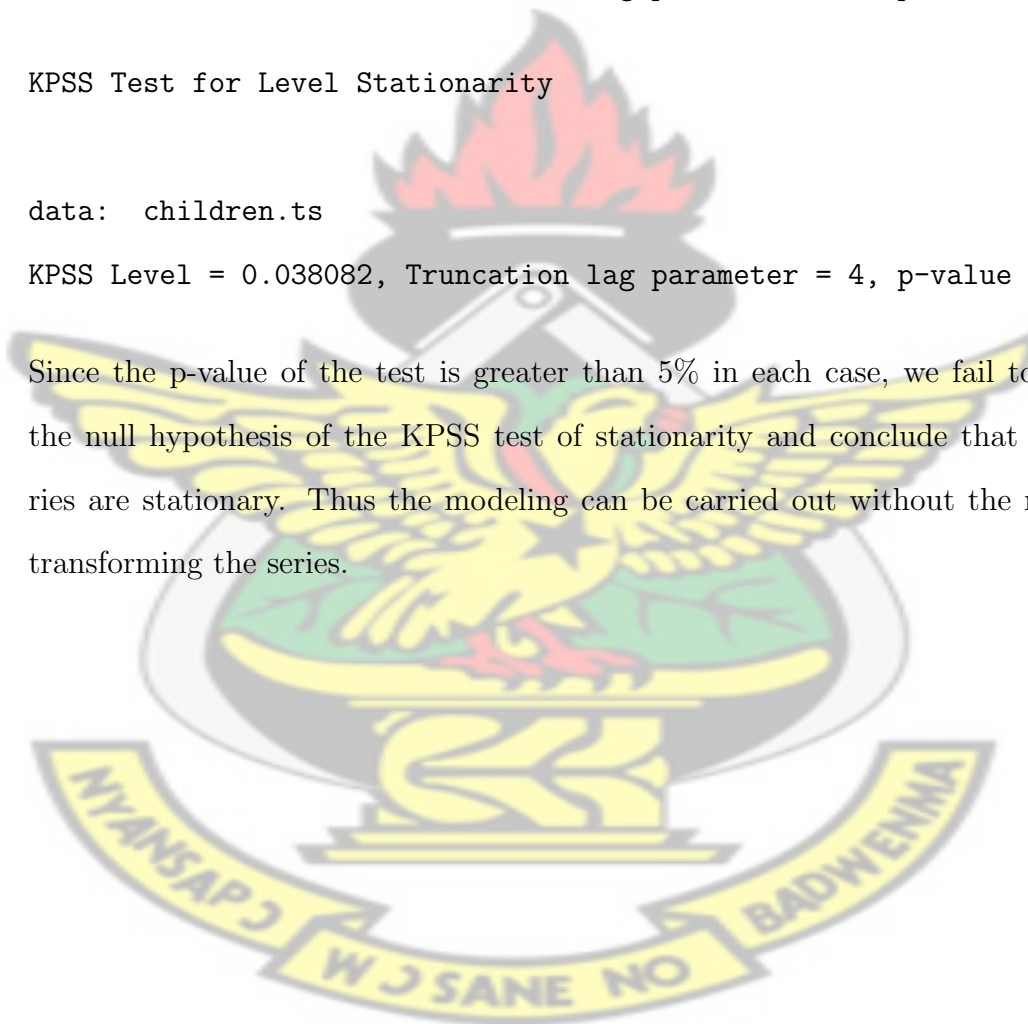 KPSS Test for Level Stationarity
data: children.ts
KPSS Level = 0.038082, Truncation lag parameter = 4, p-value
Since the p-value of the test is greater than 5% in each case, we fail to
the null hypothesis of the KPSS test of stationarity and conclude that
ries are stationary. Thus the modeling can be carried out without the
transforming the series.
NYANSAPƆ WƆSANE NO BADWENMA